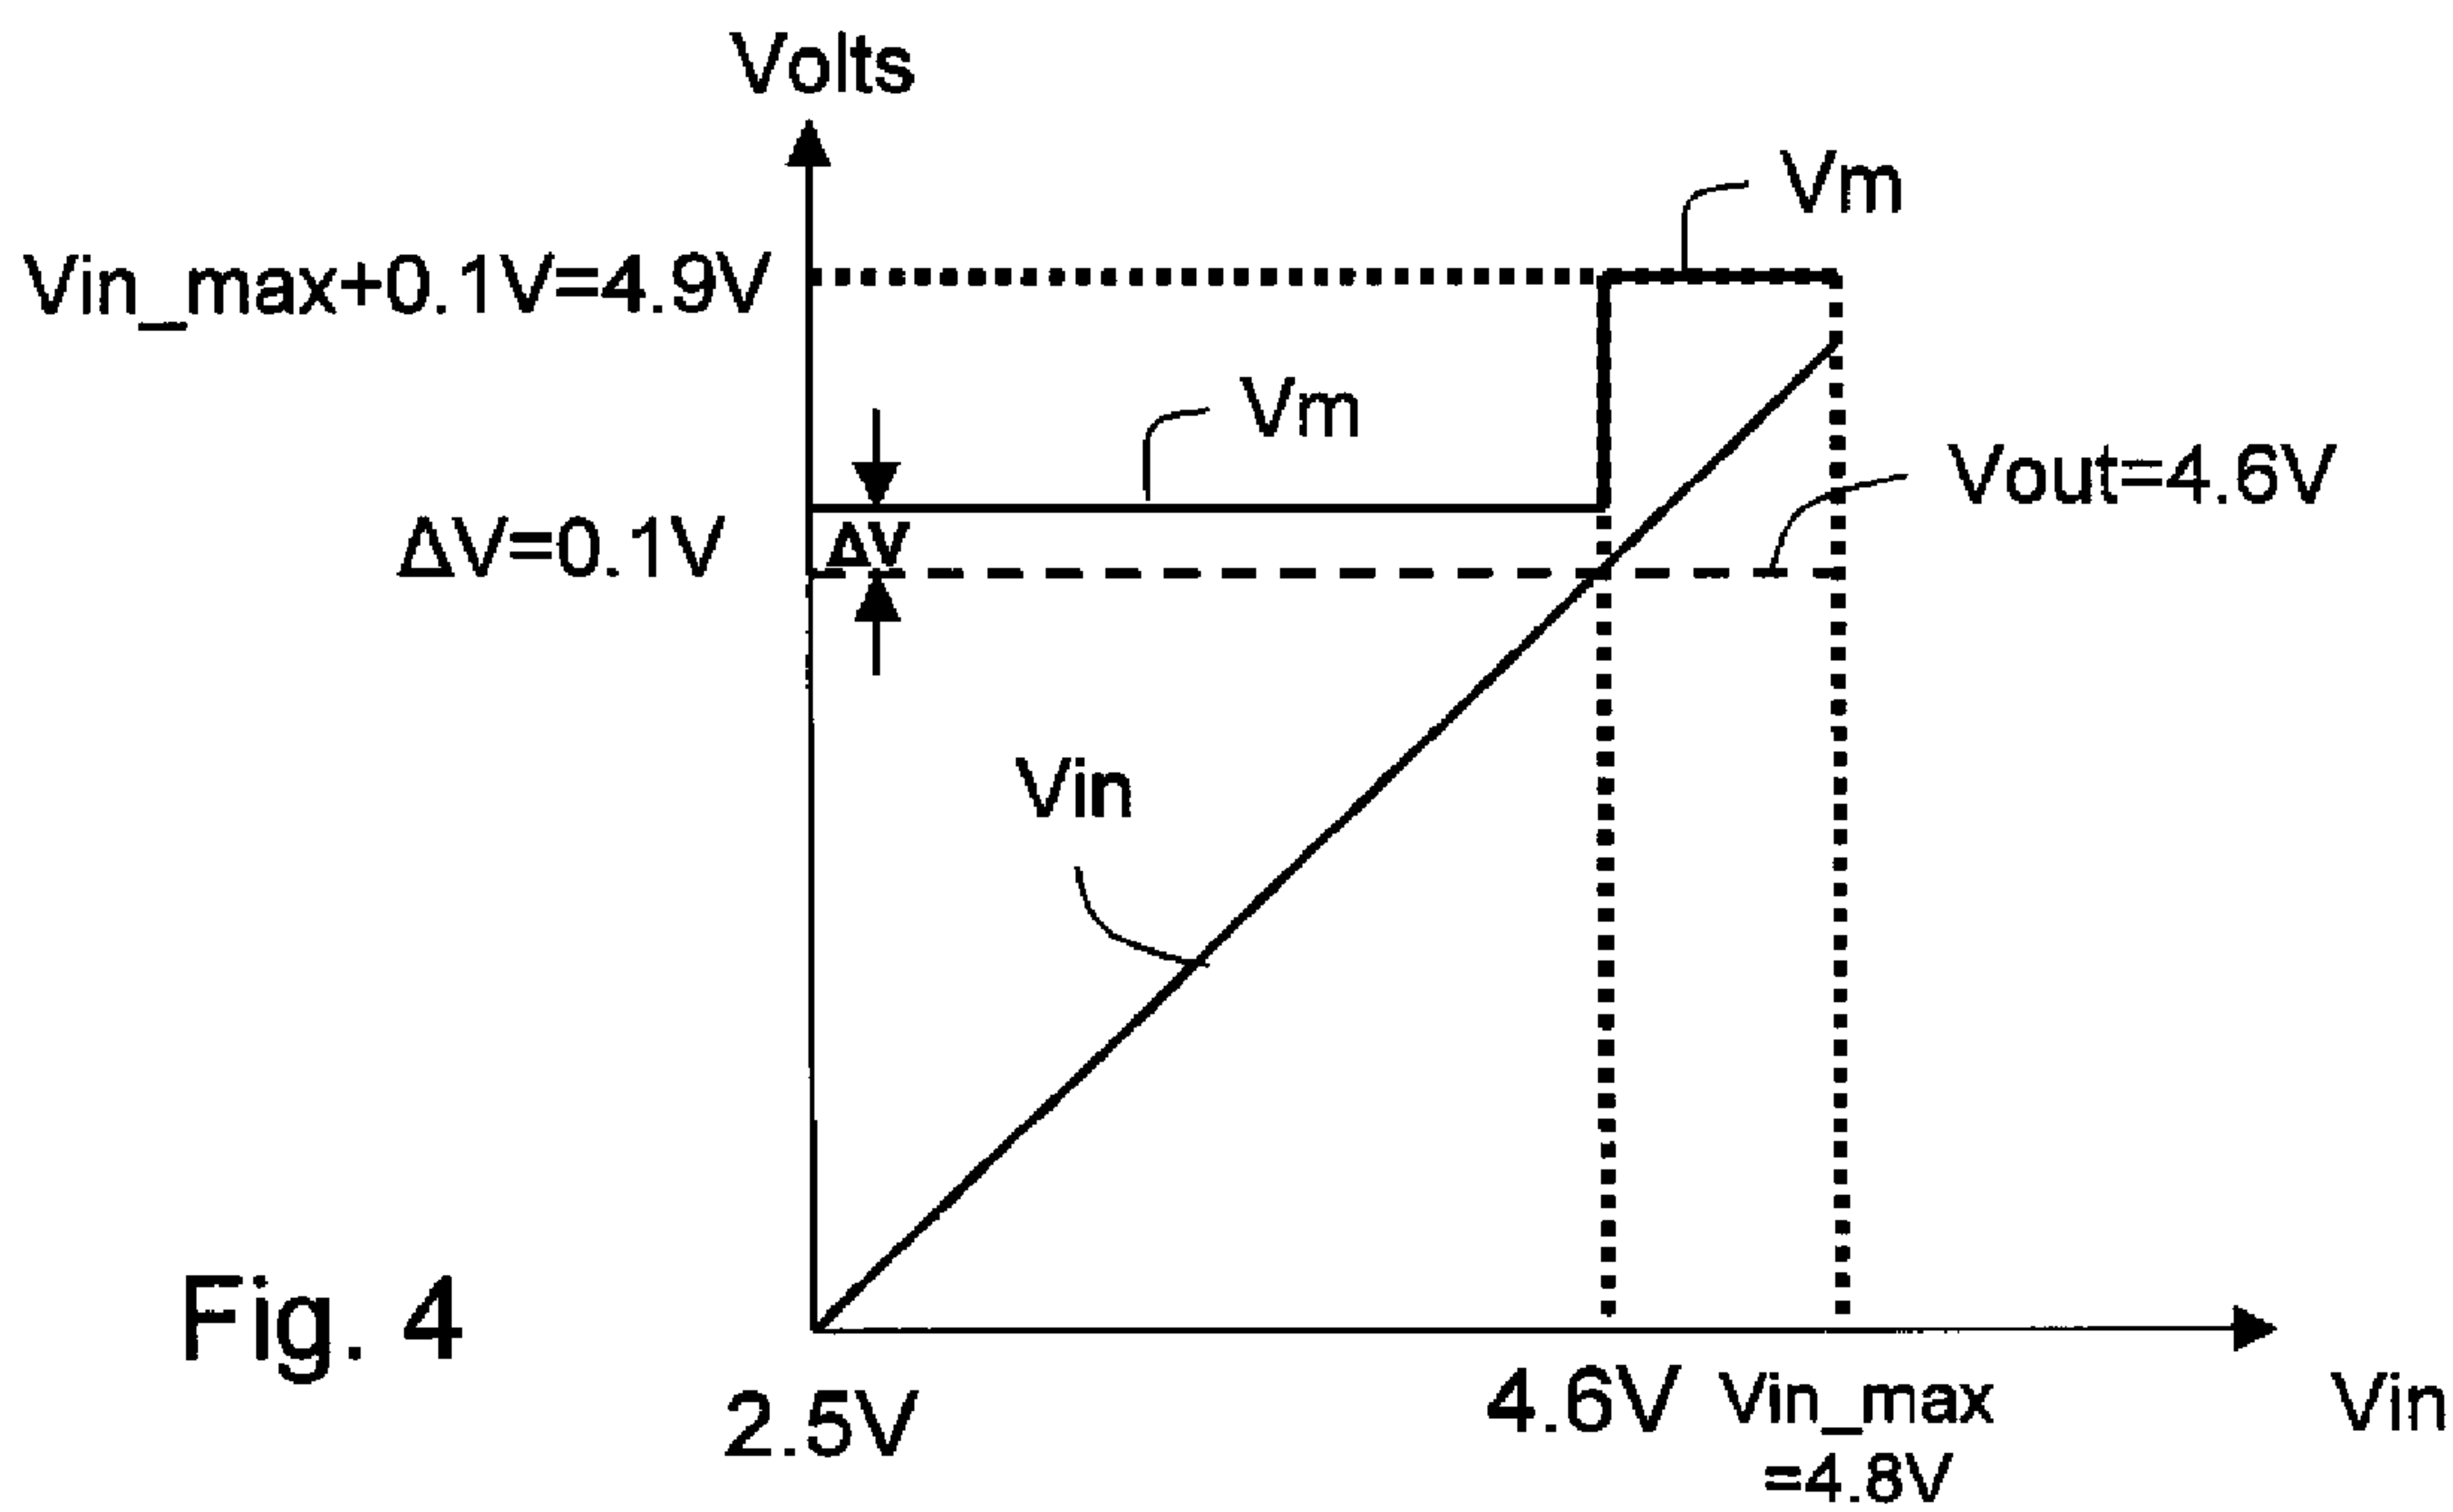 Volts
Vm
Vin_max+0.1V=4.9V
Vm
Vout=4.6V
ΔV=0.1V
ΔV
Vin
Fig. 4
2.5V
4.6V
Vin_max
=4.8V
Vin